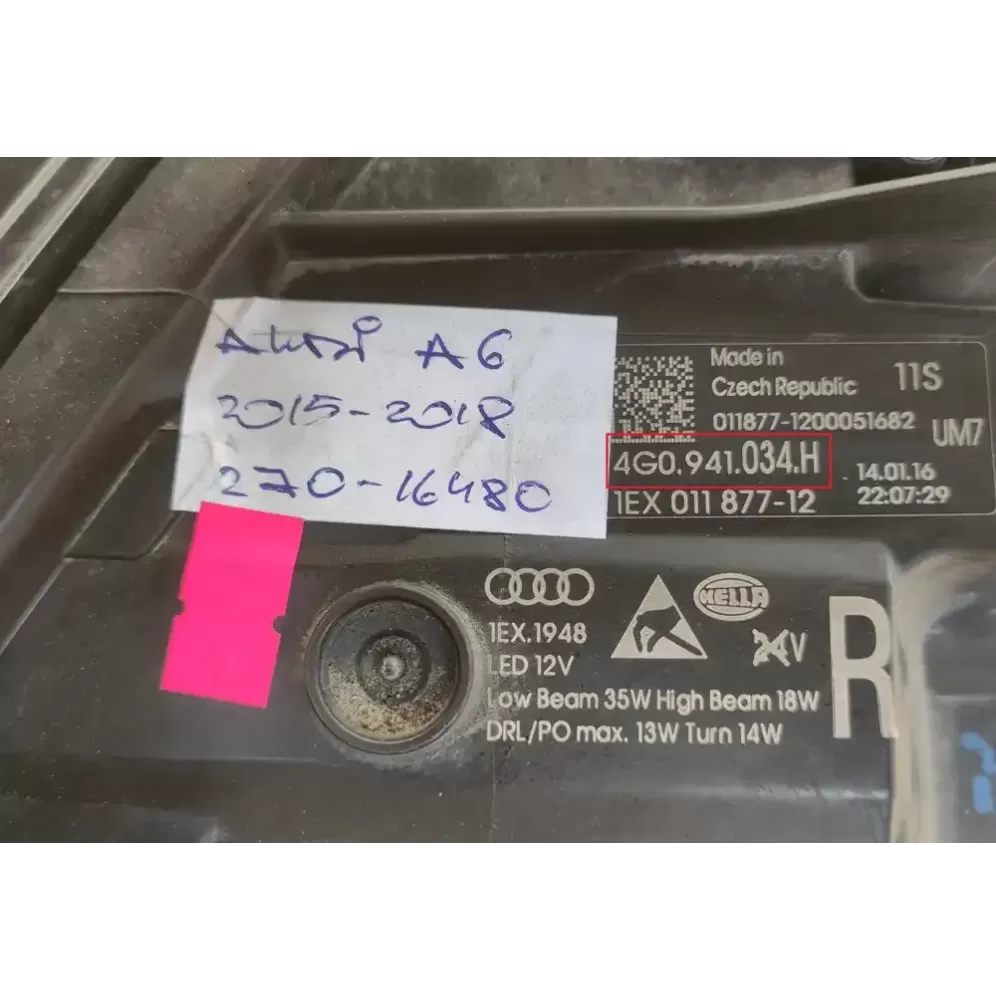 A6
2015-2018
270-16480
Made in
Czech Republic
11S
011877-1200051682
UM7
4G0.941.034.H
14.01.16
1EX 011 877-12
22:07:29
HELLA
1EX.1948
24V
LED 12V
R
Low Beam 35W High Beam 18W
DRL/PO max. 13W Turn 14W